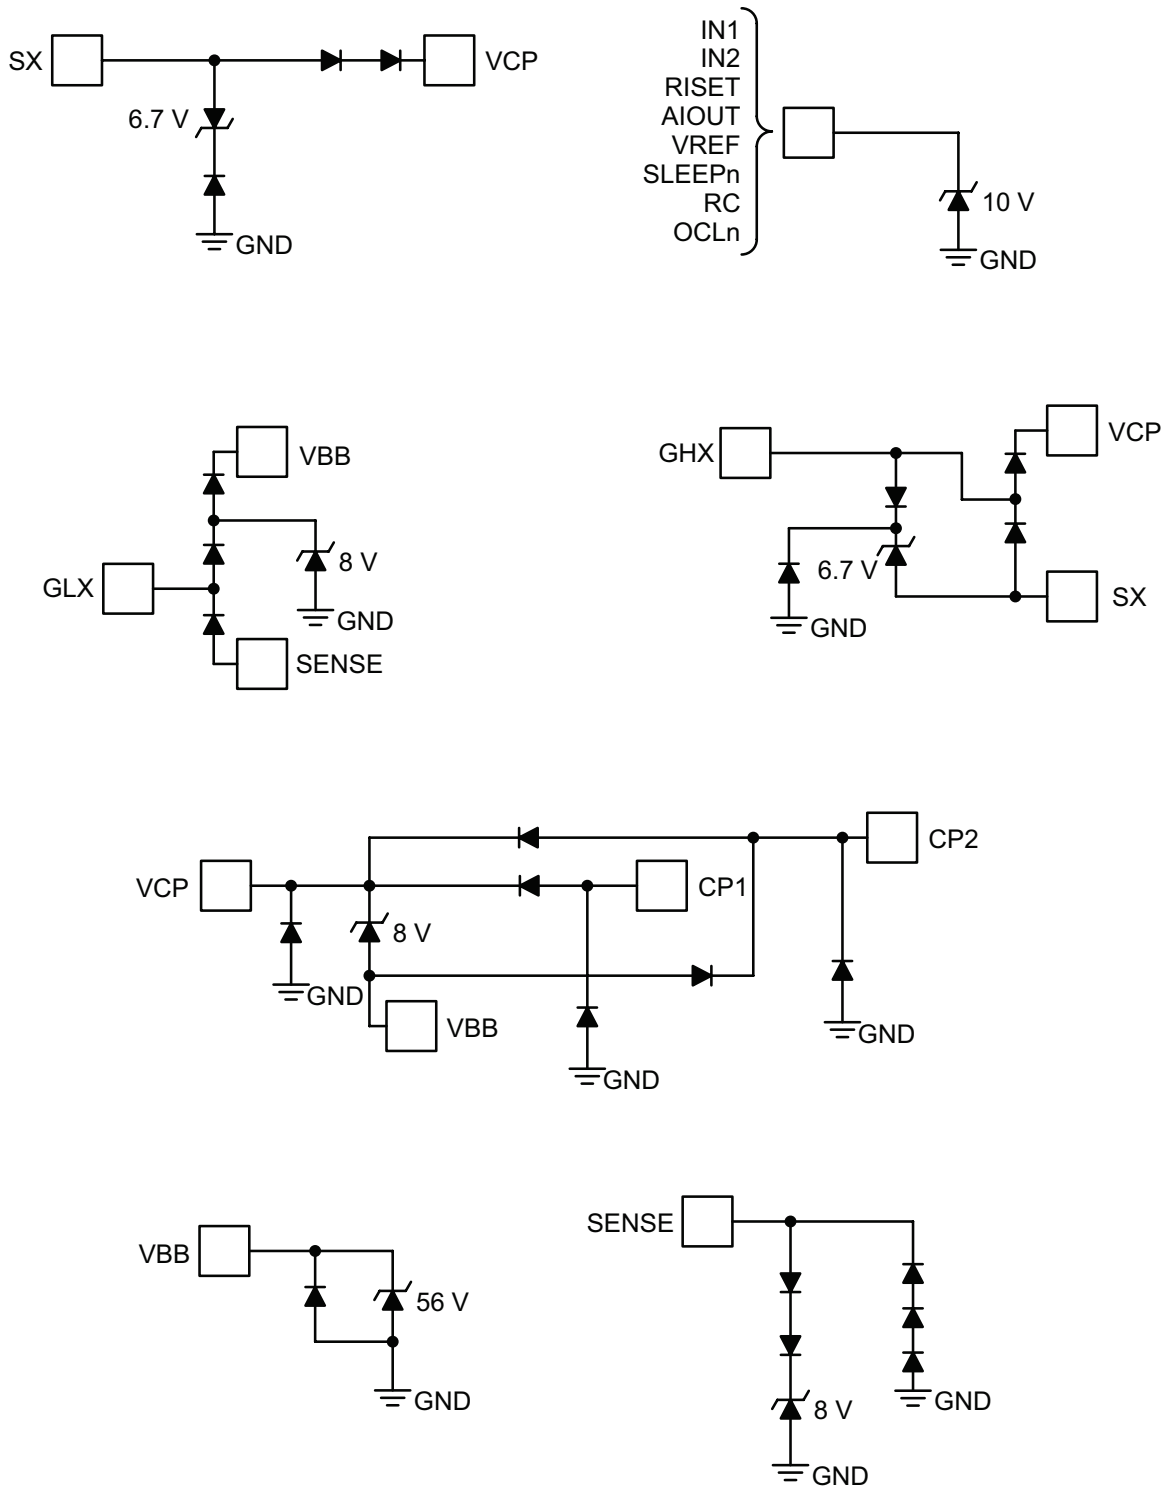 SX
VCP
6.7 V
GND
IN1
IN2
RISET
AIOUT
VREF
SLEEPn
RC
OCLn
10 V
GND
VBB
8 V
GLX
GND
SENSE
GHX
VCP
6.7 V
SX
GND
CP2
VCP
CP1
8 V
GND
VBB
GND
GND
VBB
56 V
GND
SENSE
8 V
GND
GND